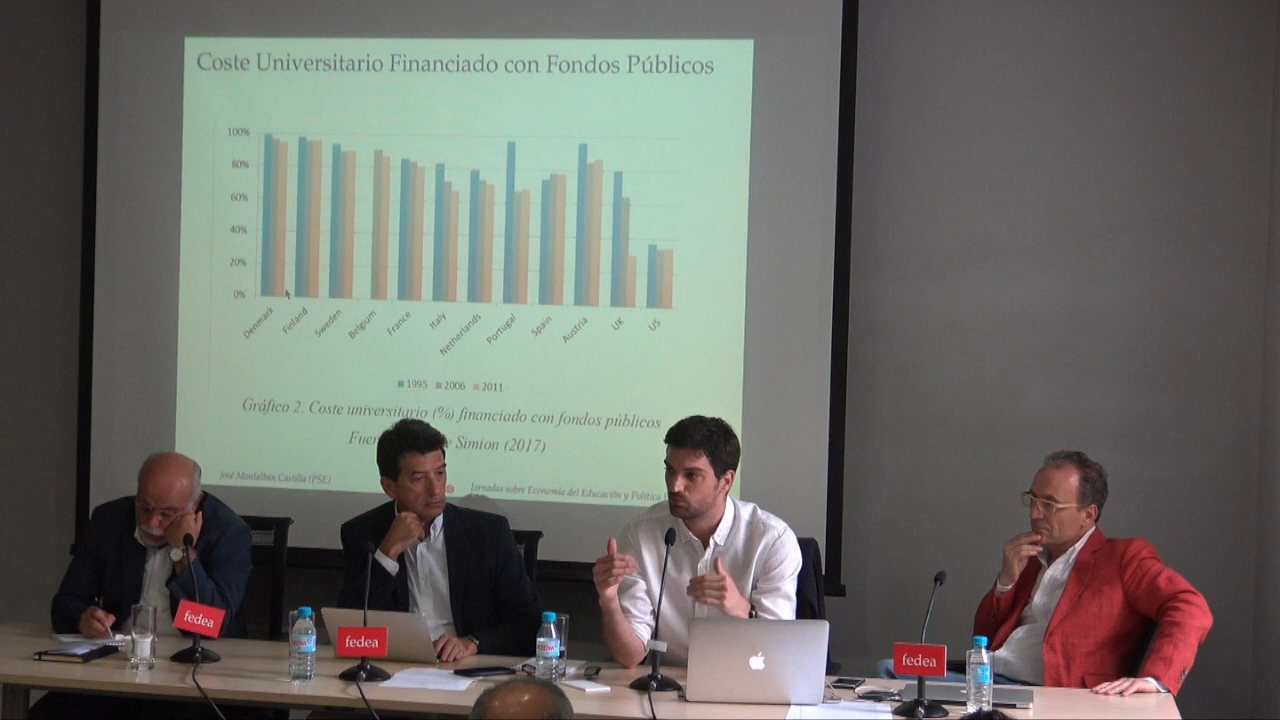 Coste Universitario Financiado con Fondos Públicos
100%
80%
60%
40%
20%
0%
Denmark
Finland
Sweden
Belgium
France
Italy
Netherlands
Portugal
Spain
Austria
UK
US
1995 2006 2011
Gráfico 2. Coste universitario (%) financiado con fondos públicos
Simion (2017)
José Montalbán Castilla (PSE)
Jornadas sobre Economía del Educación y Política
fedea
fedea
fedea